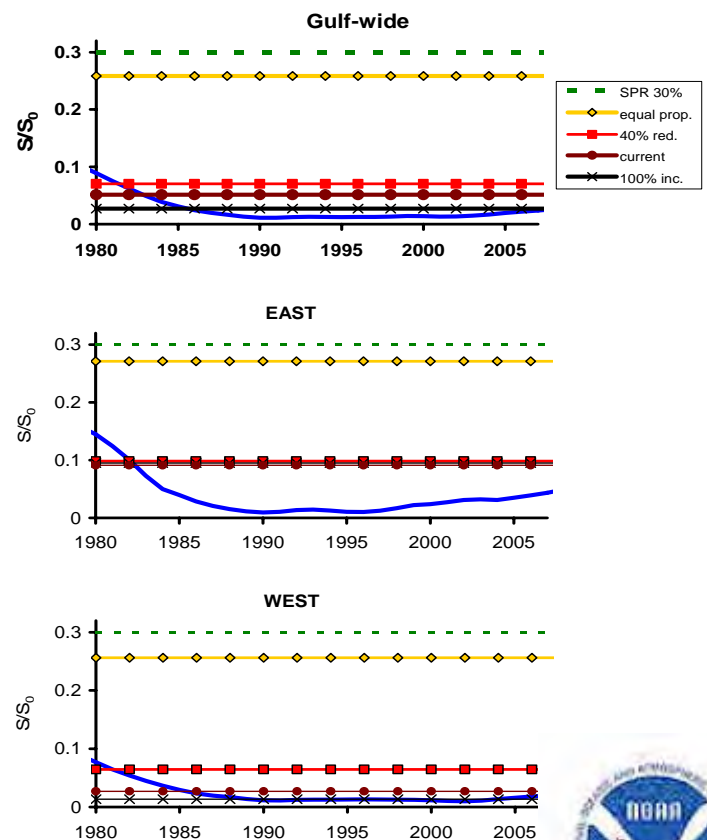 Gulf-wide
0.3
0.2
0.1
0
S/S₀
1980 1985 1990 1995 2000 2005
SPR 30%
equal prop.
40% red.
current
100% inc.
EAST
0.3
0.2
0.1
0
S/S₀
1980 1985 1990 1995 2000 2005
WEST
0.3
0.2
0.1
0
S/S₀
1980 1985 1990 1995 2000 2005
AND ATMOSPHERIC
NOAA